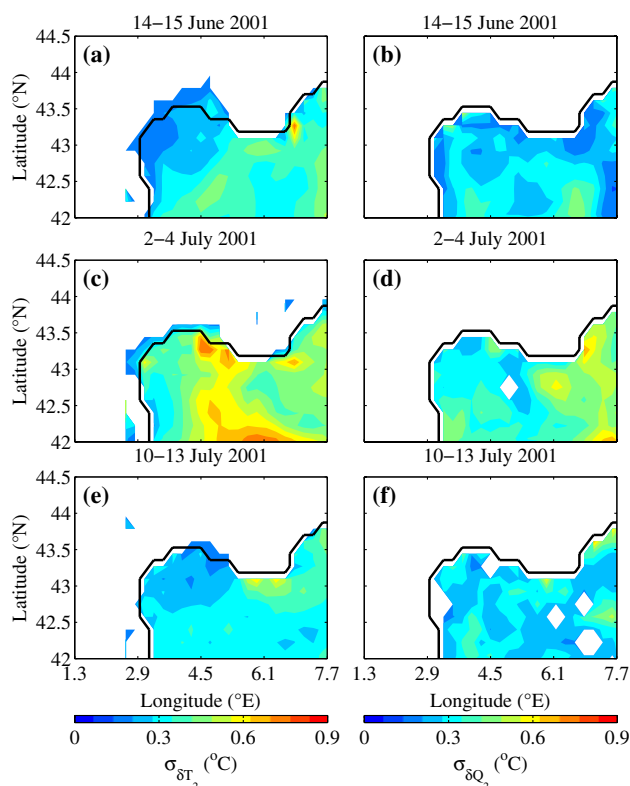 14–15 June 2001
14–15 June 2001
44.5
44
43.5
43
42.5
42
Latitude (°N)
(a)
(b)
2–4 July 2001
2–4 July 2001
44.5
44
43.5
43
42.5
42
Latitude (°N)
(c)
(d)
10–13 July 2001
10–13 July 2001
44.5
44
43.5
43
42.5
42
Latitude (°N)
(e)
(f)
1.3 2.9 4.5 6.1 7.7
1.3 2.9 4.5 6.1 7.7
Longitude (°E)
Longitude (°E)
0 0.3 0.6 0.9
0 0.3 0.6 0.9
σδT (°C)
σδQ (°C)